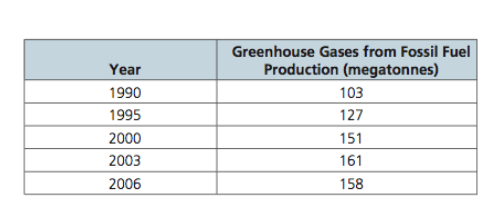 Year Greenhouse Gases from Fossil Fuel
Production (megatonnes)
1990 103
1995 127
2000 151
2003 161
2006 158